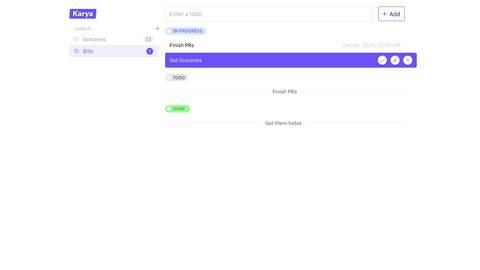 Karya
Enter a todo
+ Add
LABELS
+
Groceries
11
Bills
IN PROGRESS
Finish PRs
Dec 16, 2019, 12:20 AM
Get Groceries
TODO
Finish PRs
DONE
Get them todos